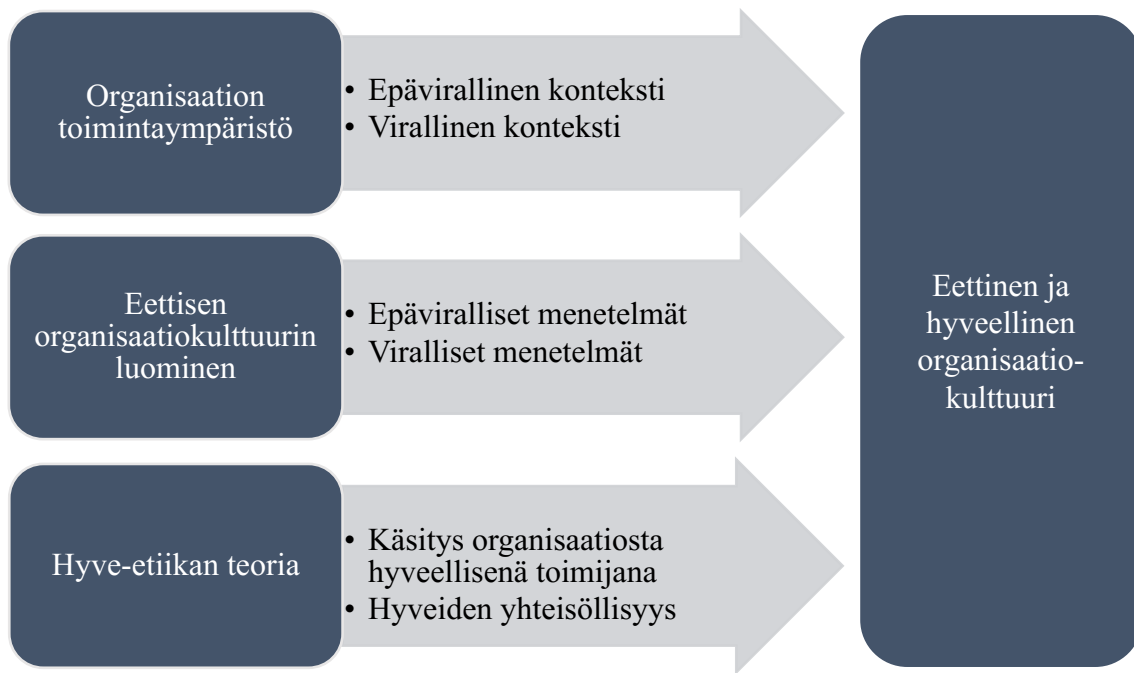 Organisaation
toimintaympäristö
• Epävirallinen konteksti
• Virallinen konteksti
Eettisen
organisaatiokulttuurin
luominen
• Epäviralliset menetelmät
• Viralliset menetelmät
Hyve-etiikan teoria
• Käsitys organisaatiosta
hyveellisenä toimijana
• Hyveiden yhteisöllisyys
Eettinen ja
hyveellinen
organisaatio-
kulttuuri